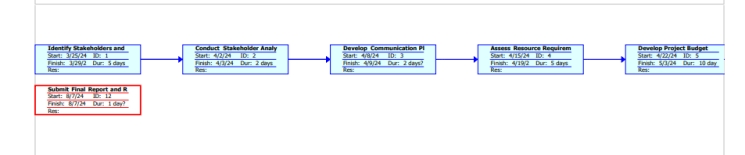 Identify Stakeholders and
Start: 3/25/24 ID: 1
Finish: 3/29/2 Dur: 5 days
Res:
Conduct Stakeholder Analy
Start: 4/2/24 ID: 2
Finish: 4/3/24 Dur: 2 days
Res:
Develop Communication Pl
Start: 4/8/24 ID: 3
Finish: 4/9/24 Dur: 2 days?
Res:
Assess Resource Requirem
Start: 4/15/24 ID: 4
Finish: 4/19/2 Dur: 5 days
Res:
Develop Project Budget
Start: 4/22/24 ID: 5
Finish: 5/3/24 Dur: 10 day
Res:
Submit Final Report and R
Start: 8/7/24 ID: 12
Finish: 8/7/24 Dur: 1 day?
Res: